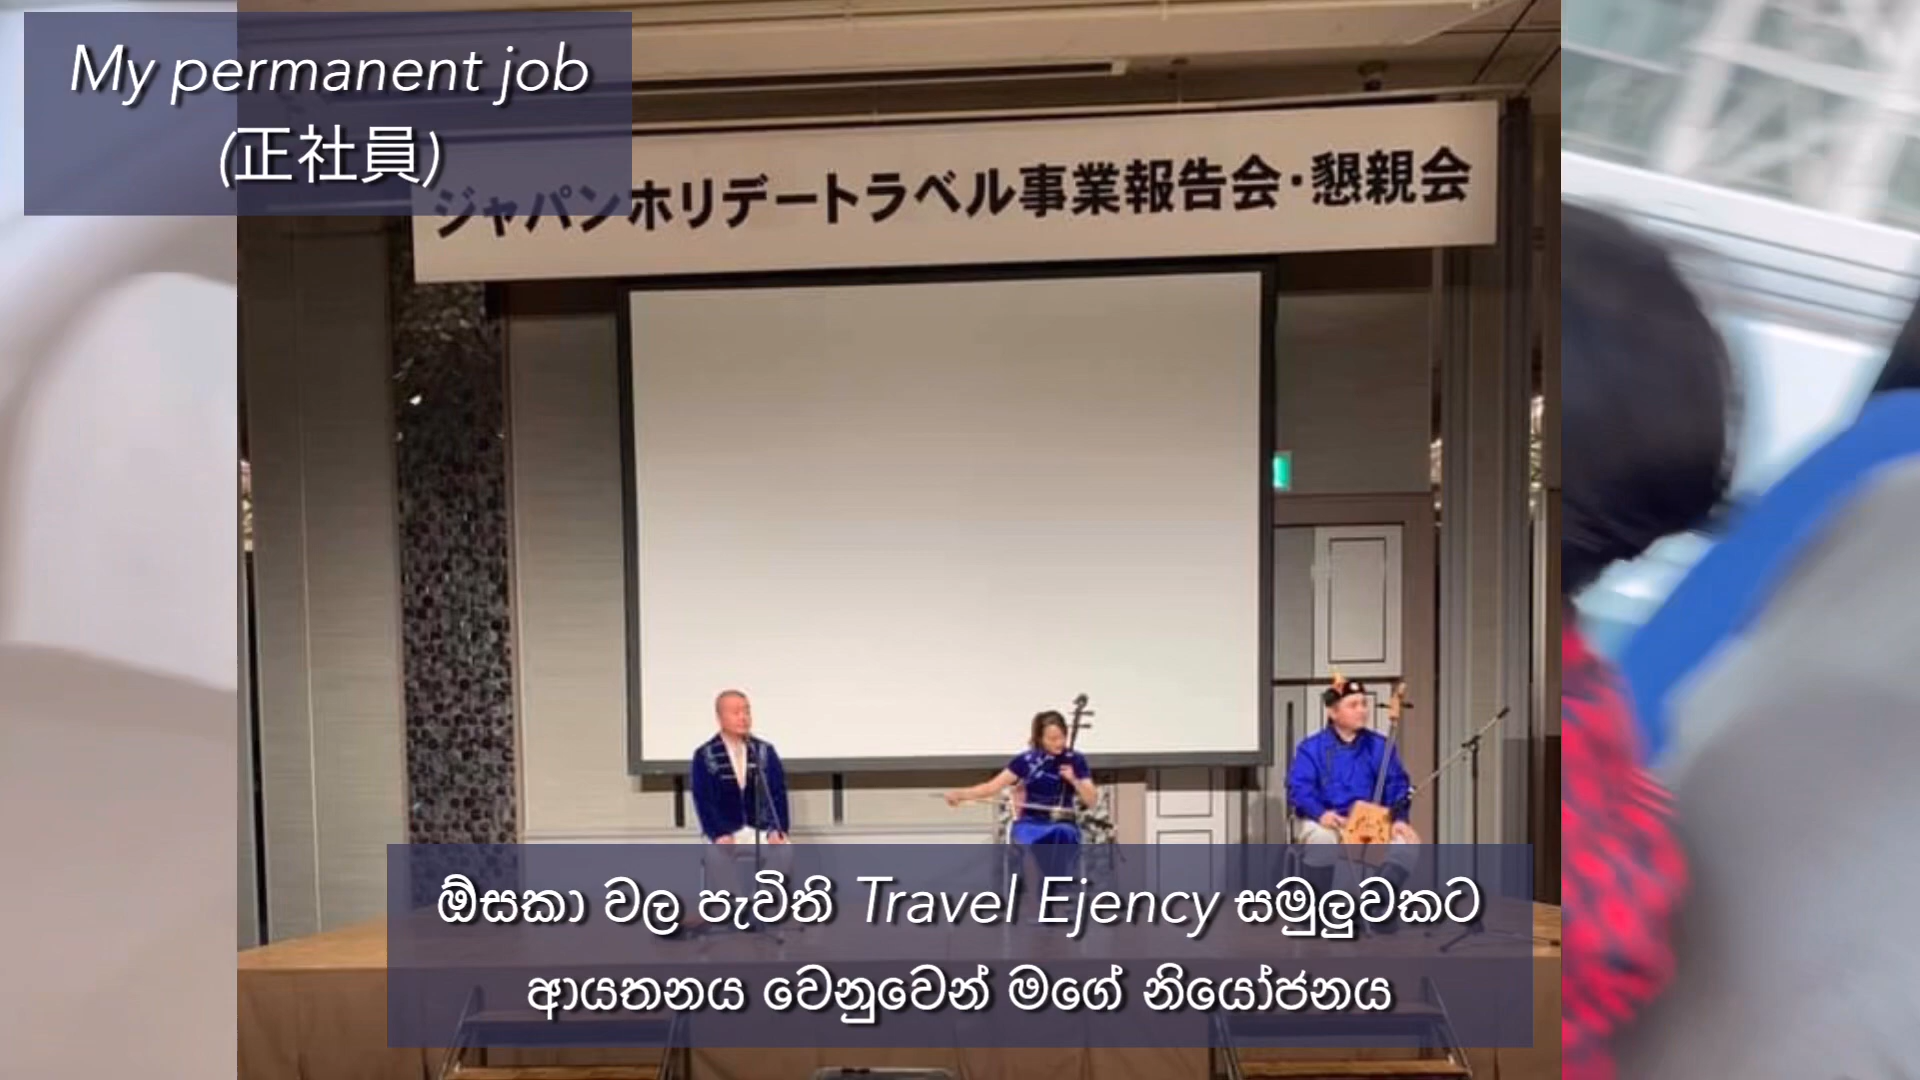 My permanent job
(正社員)
ジャパンホリデートラベル事業報告会・懇親会
ඕසකා වල පැවිති Travel Ejency සමුලුවකට
ආයතනය වෙනුවෙන් මගේ නියෝජනය